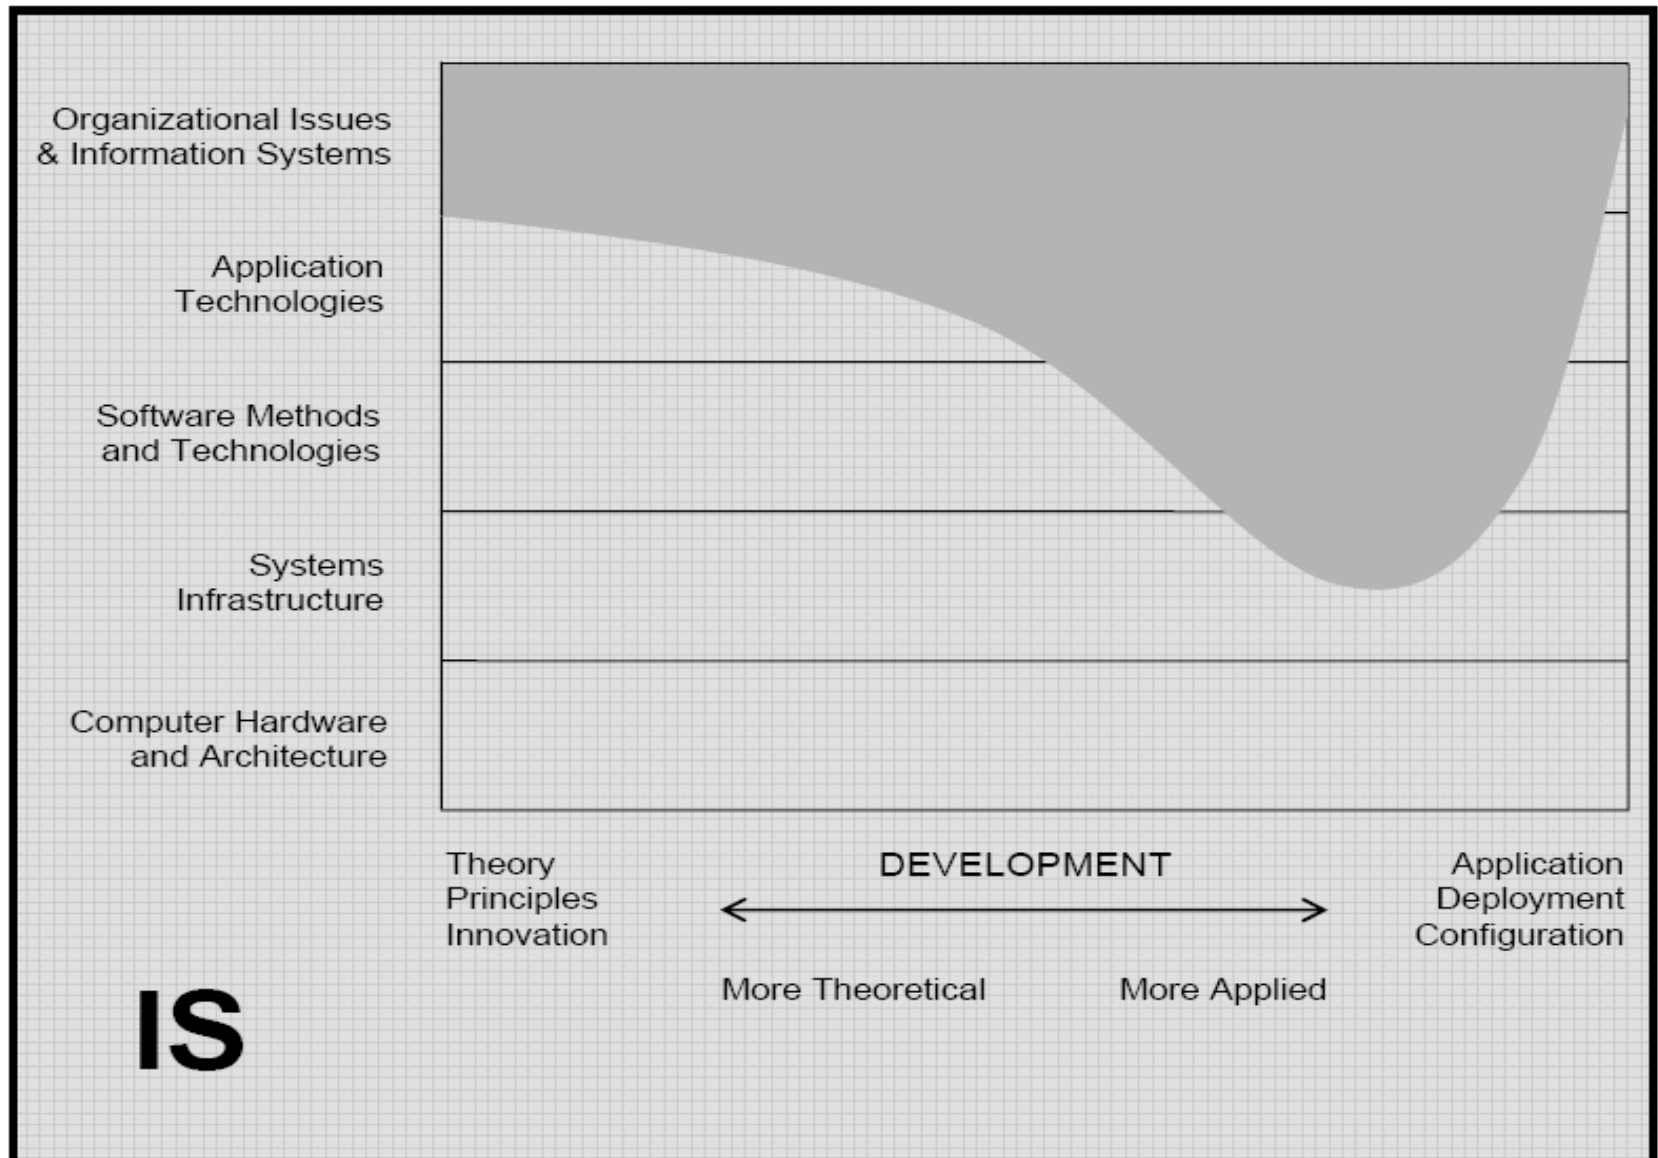 Organizational Issues
& Information Systems
Application
Technologies
Software Methods
and Technologies
Systems
Infrastructure
Computer Hardware
and Architecture
Theory
Principles
Innovation
DEVELOPMENT
More Theoretical
More Applied
Application
Deployment
Configuration
IS